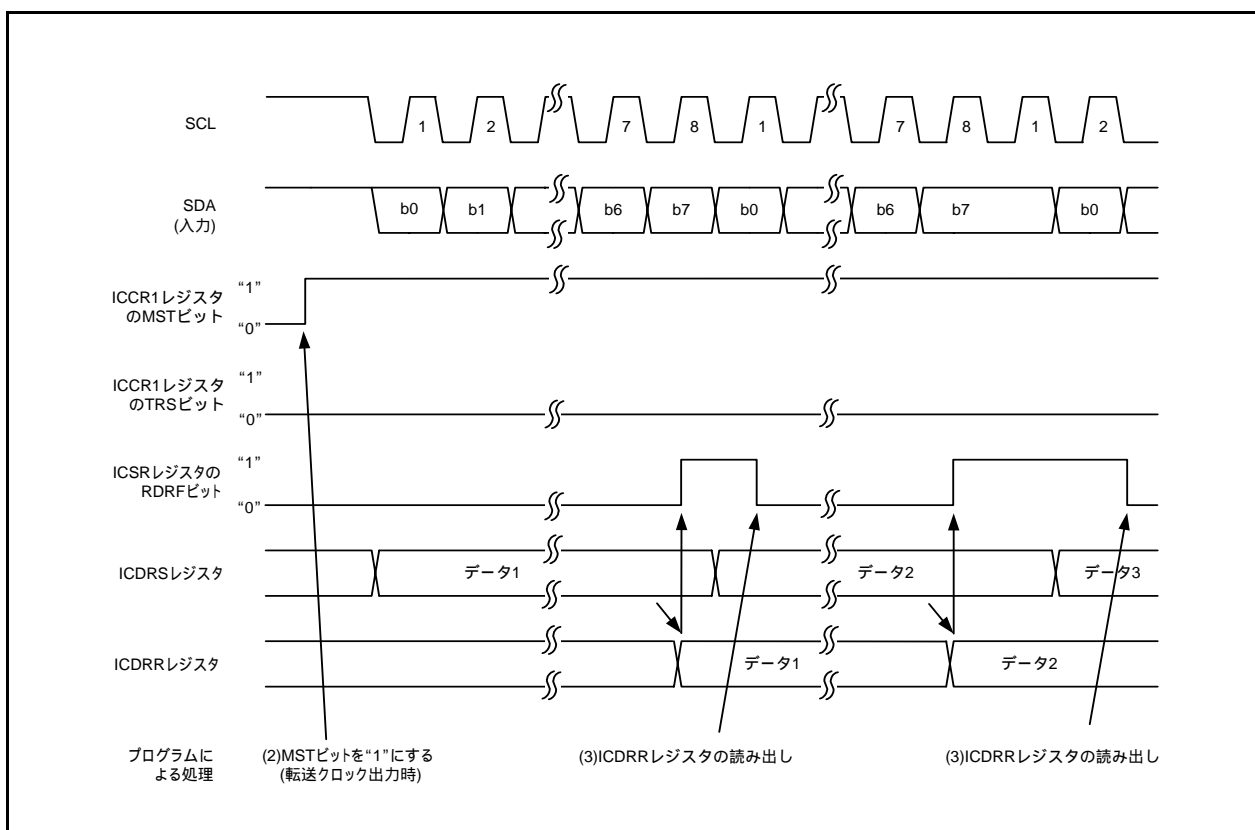 SCL
1 2 7 8 1 7 8 1 2
SDA
(入力)
b0 b1 b6 b7 b0 b6 b7 b0
ICCR1レジスタ
のMSTビット
“1”
“0”
ICCR1レジスタ
のTRSビット
“1”
“0”
ICSRレジスタの
RDRFビット
“1”
“0”
ICDRSレジスタ
データ1 データ2 データ3
ICDRRレジスタ
データ1 データ2
プログラムに
よる処理
(2)MSTビットを“1”にする
(転送クロック出力時)
(3)ICDRRレジスタの読み出し
(3)ICDRRレジスタの読み出し